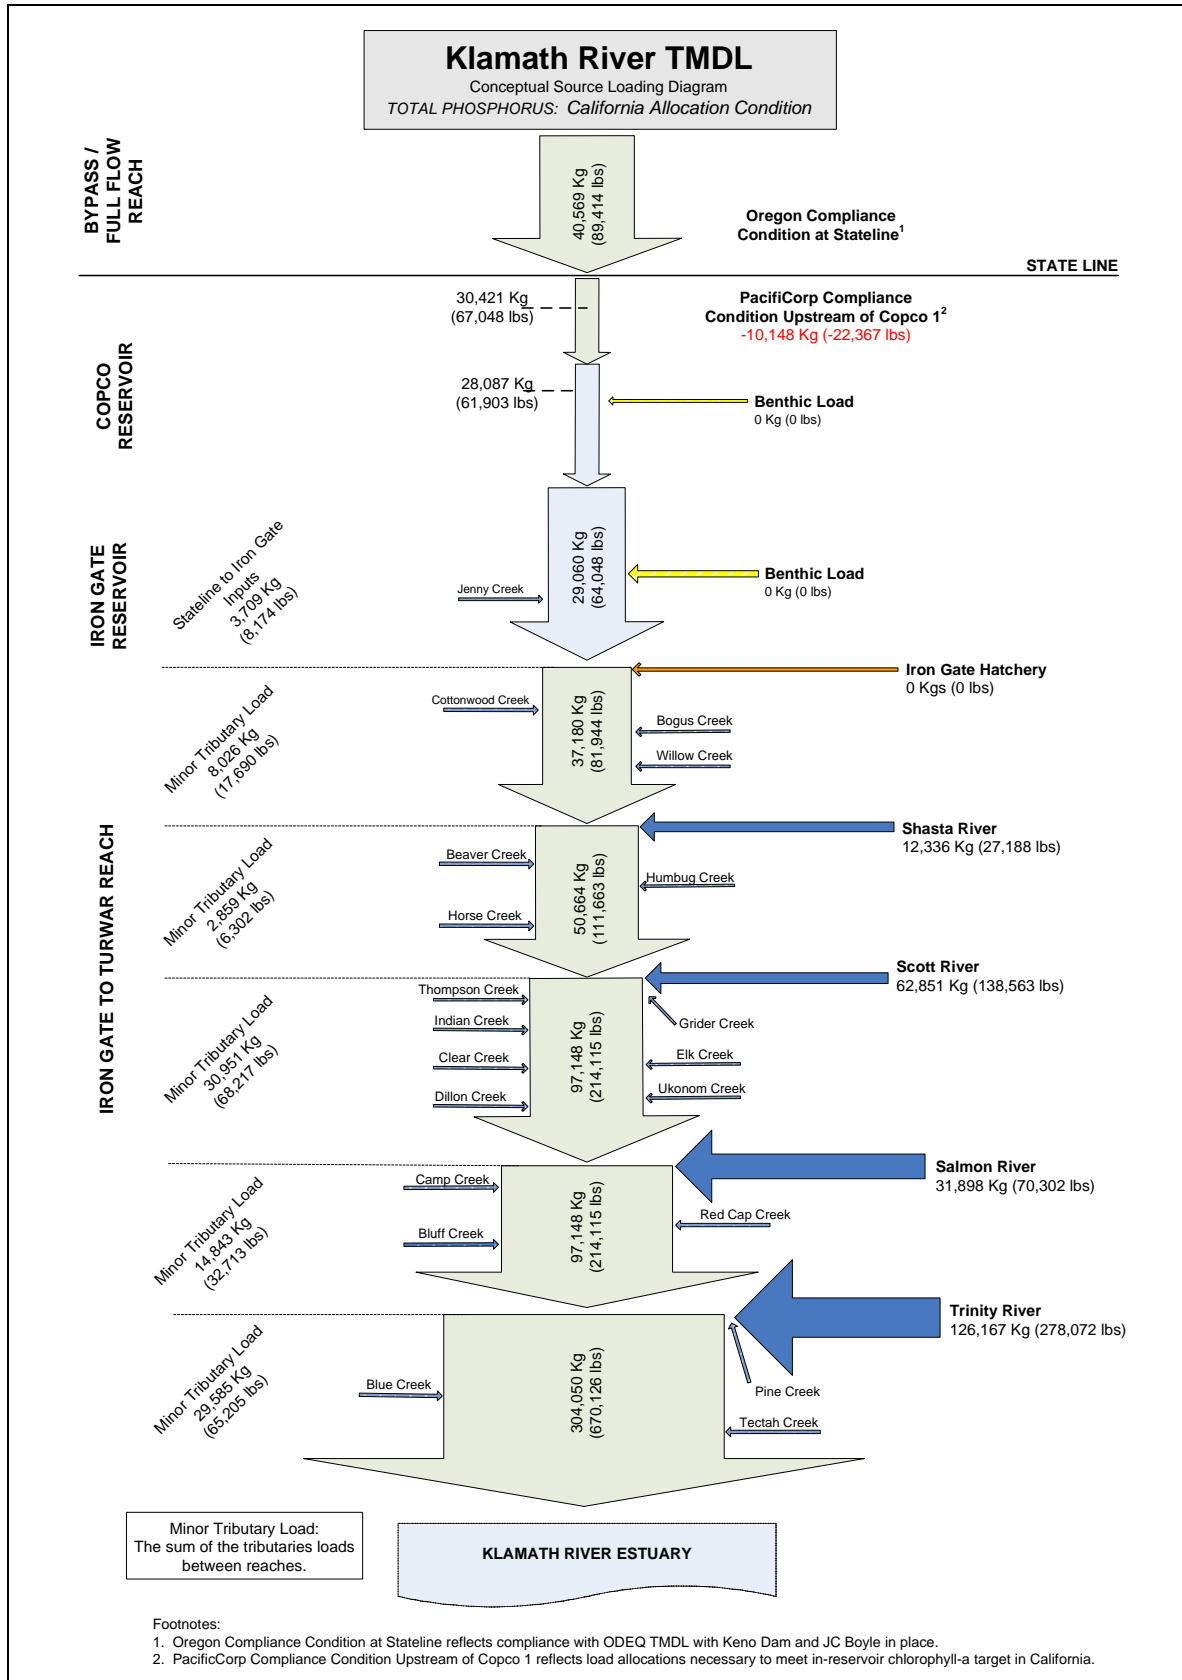 Klamath River TMDL
Conceptual Source Loading Diagram
TOTAL PHOSPHORUS: California Allocation Condition
BYPASS /
FULL FLOW
REACH
40,569 Kg
(89,414 lbs)
Oregon Compliance
Condition at Stateline1
STATE LINE
30,421 Kg
(67,048 lbs)
PacifiCorp Compliance
Condition Upstream of Copco 12
-10,148 Kg (-22,367 lbs)
COPCO
RESERVOIR
28,087 Kg
(61,903 lbs)
Benthic Load
0 Kg (0 lbs)
IRON GATE
RESERVOIR
Stateline to Iron Gate
Inputs
3,709 Kg
(8,174 lbs)
29,060 Kg
(64,048 lbs)
Jenny Creek
Benthic Load
0 Kg (0 lbs)
Iron Gate Hatchery
0 Kgs (0 lbs)
IRON GATE TO TURWAR REACH
Minor Tributary Load
8,026 Kg
(17,690 lbs)
Cottonwood Creek
37,180 Kg
(81,944 lbs)
Bogus Creek
Willow Creek
Shasta River
12,336 Kg (27,188 lbs)
Minor Tributary Load
2,859 Kg
(6,302 lbs)
Beaver Creek
Horse Creek
50,664 Kg
(111,663 lbs)
Humbug Creek
Scott River
62,851 Kg (138,563 lbs)
Minor Tributary Load
30,951 Kg
(68,217 lbs)
Thompson Creek
Indian Creek
Clear Creek
Dillon Creek
97,148 Kg
(214,115 lbs)
Grider Creek
Elk Creek
Ukonom Creek
Salmon River
31,898 Kg (70,302 lbs)
Minor Tributary Load
14,843 Kg
(32,713 lbs)
Camp Creek
Bluff Creek
97,148 Kg
(214,115 lbs)
Red Cap Creek
Trinity River
126,167 Kg (278,072 lbs)
Minor Tributary Load
29,585 Kg
(65,205 lbs)
Blue Creek
304,050 Kg
(670,126 lbs)
Pine Creek
Tectah Creek
Minor Tributary Load:
The sum of the tributaries loads
between reaches.
KLAMATH RIVER ESTUARY
Footnotes:
1. Oregon Compliance Condition at Stateline reflects compliance with ODEQ TMDL with Keno Dam and JC Boyle in place.
2. PacificCorp Compliance Condition Upstream of Copco 1 reflects load allocations necessary to meet in-reservoir chlorophyll-a target in California.